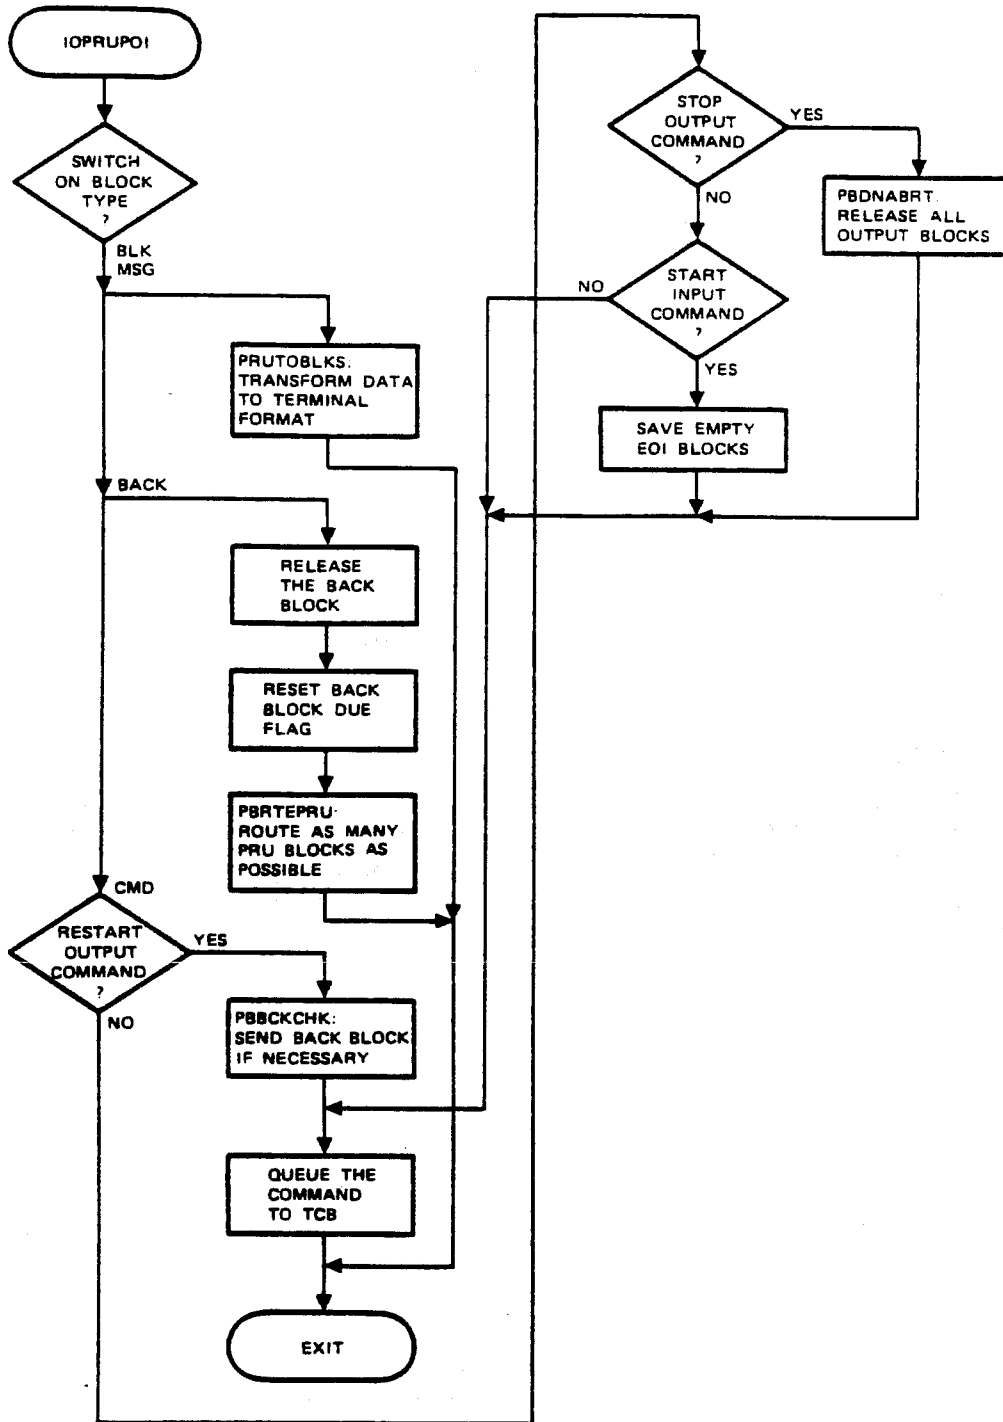 IOPRUPOI
SWITCH
ON BLOCK
TYPE
?
BLK
MSG
PRUTOBLKS:
TRANSFORM DATA
TO TERMINAL
FORMAT
BACK
RELEASE
THE BACK
BLOCK
RESET BACK
BLOCK DUE
FLAG
PBRTEPRU:
ROUTE AS MANY
PRU BLOCKS AS
POSSIBLE
CMD
RESTART
OUTPUT
COMMAND
?
YES
NO
PBBCKCHK:
SEND BACK BLOCK
IF NECESSARY
QUEUE THE
COMMAND
TO TCB
EXIT
STOP
OUTPUT
COMMAND
?
YES
NO
PBDNABRT:
RELEASE ALL
OUTPUT BLOCKS
START
INPUT
COMMAND
?
NO
YES
SAVE EMPTY
EOI BLOCKS